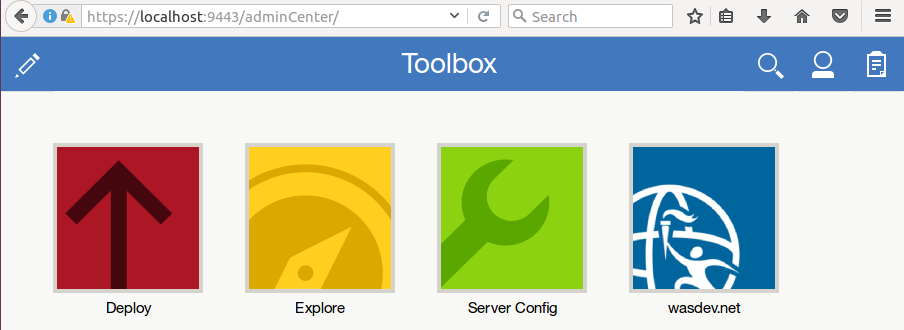 https://localhost:9443/adminCenter/
Search
Toolbox
Deploy
Explore
Server Config
wasdev.net